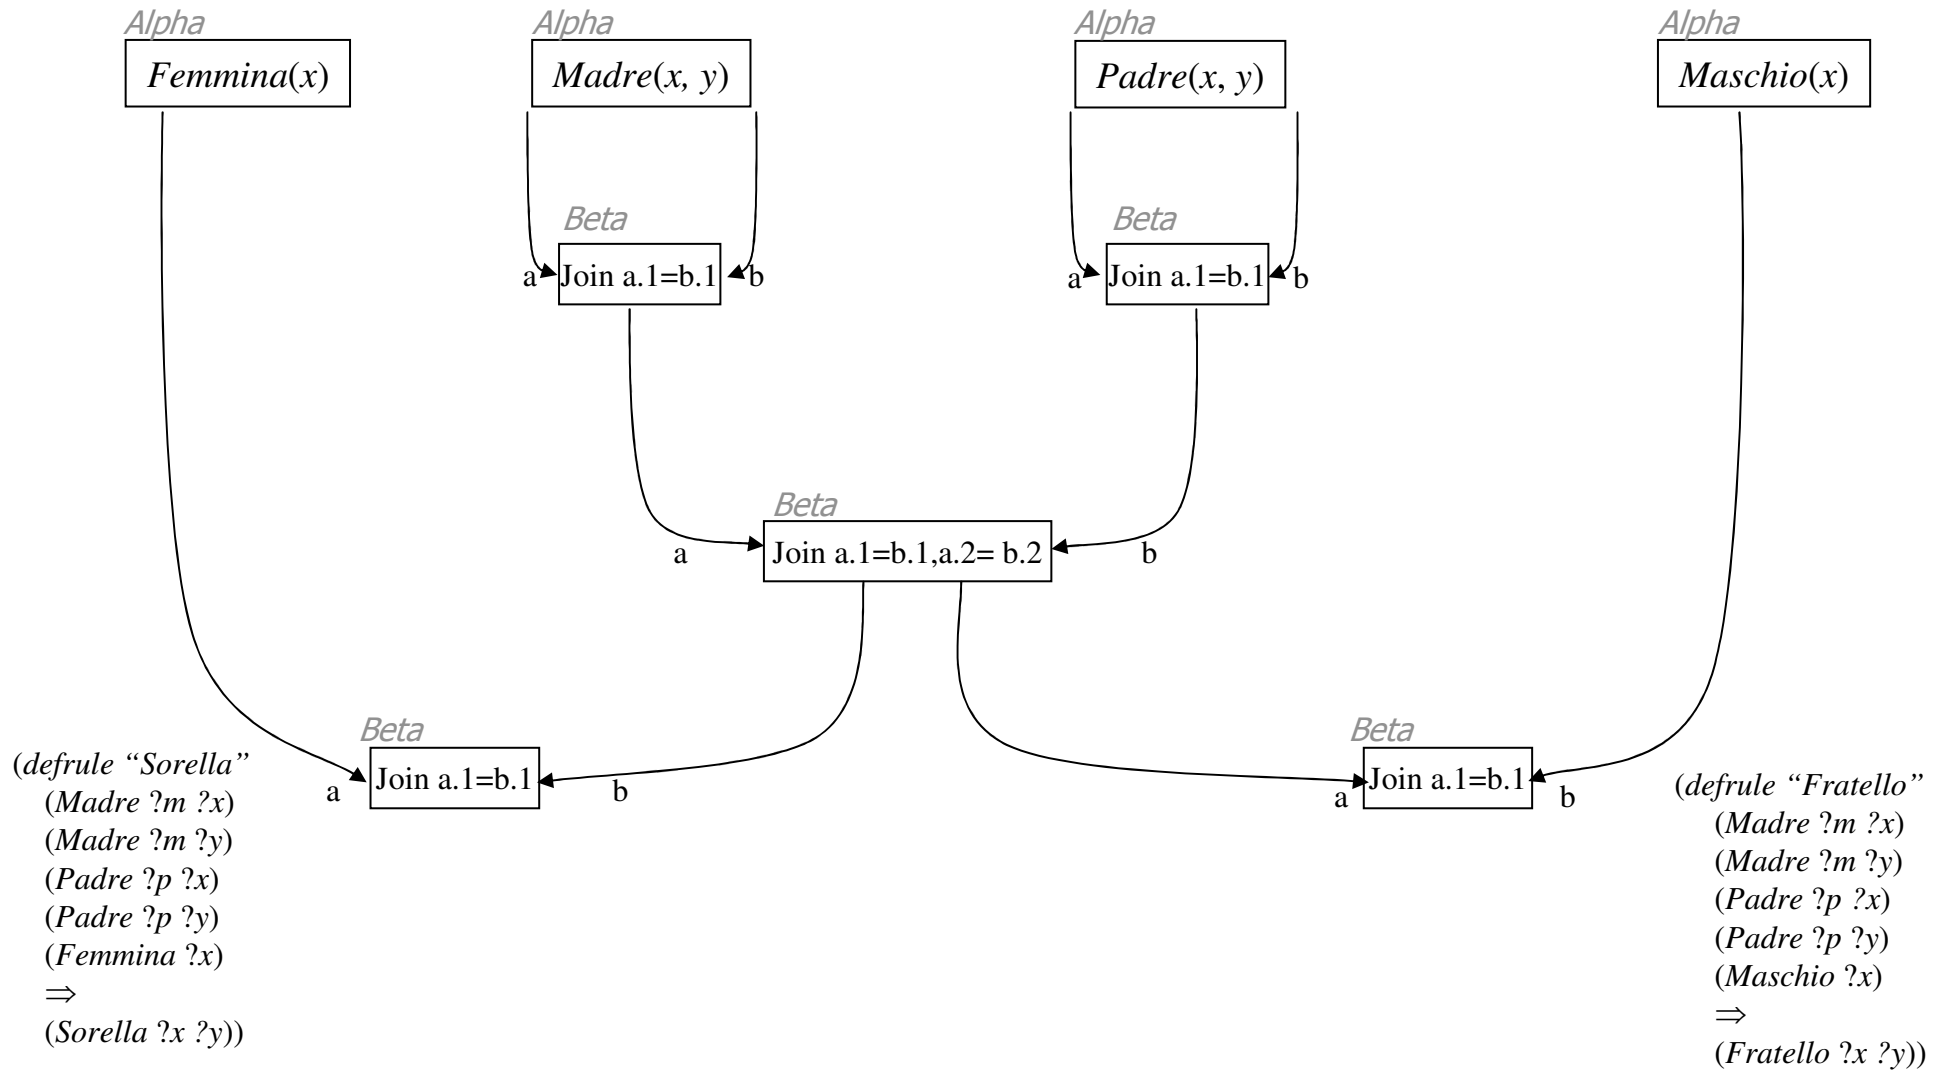 Alpha
Alpha
Alpha
Alpha
Femmina(x)
Madre(x, y)
Padre(x, y)
Maschio(x)
Beta
Beta
a
Join a.1=b.1
b
a
Join a.1=b.1
b
Beta
a
Join a.1=b.1,a.2= b.2
b
Beta
Beta
a
Join a.1=b.1
b
a
Join a.1=b.1
b
(defrule “Sorella”
(Madre ?m ?x)
(Madre ?m ?y)
(Padre ?p ?x)
(Padre ?p ?y)
(Femmina ?x)
⇒
(Sorella ?x ?y))
(defrule “Fratello”
(Madre ?m ?x)
(Madre ?m ?y)
(Padre ?p ?x)
(Padre ?p ?y)
(Maschio ?x)
⇒
(Fratello ?x ?y))